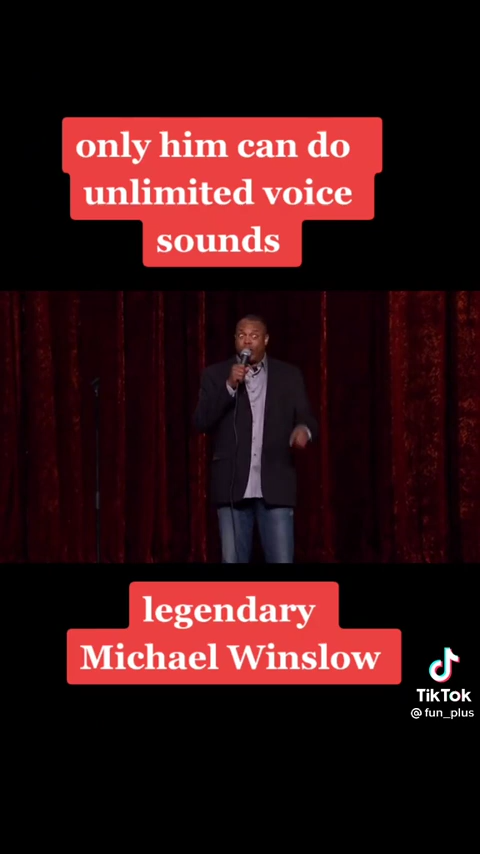 only him can do
unlimited voice
sounds
legendary
Michael Winslow
TikTok
@ fun_plus